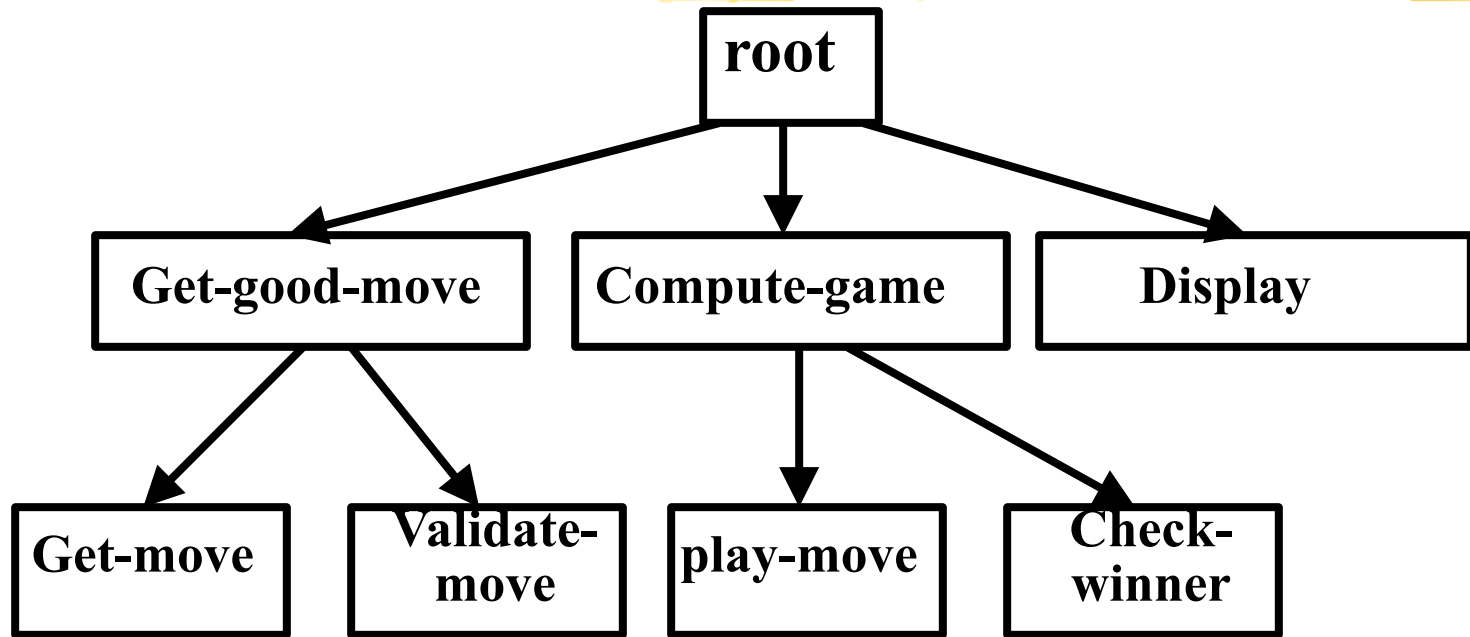 root
Get-good-move
Compute-game
Display
Get-move
Validate-
move
play-move
Check-
winner